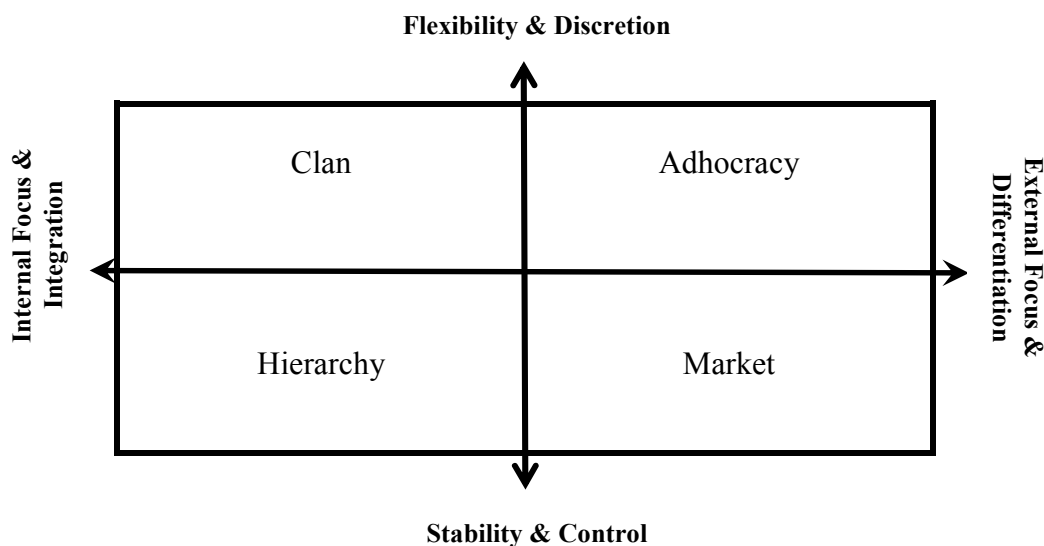 Flexibility & Discretion
Internal Focus &
Integration
Clan
Adhocracy
External Focus &
Differentiation
Hierarchy
Market
Stability & Control